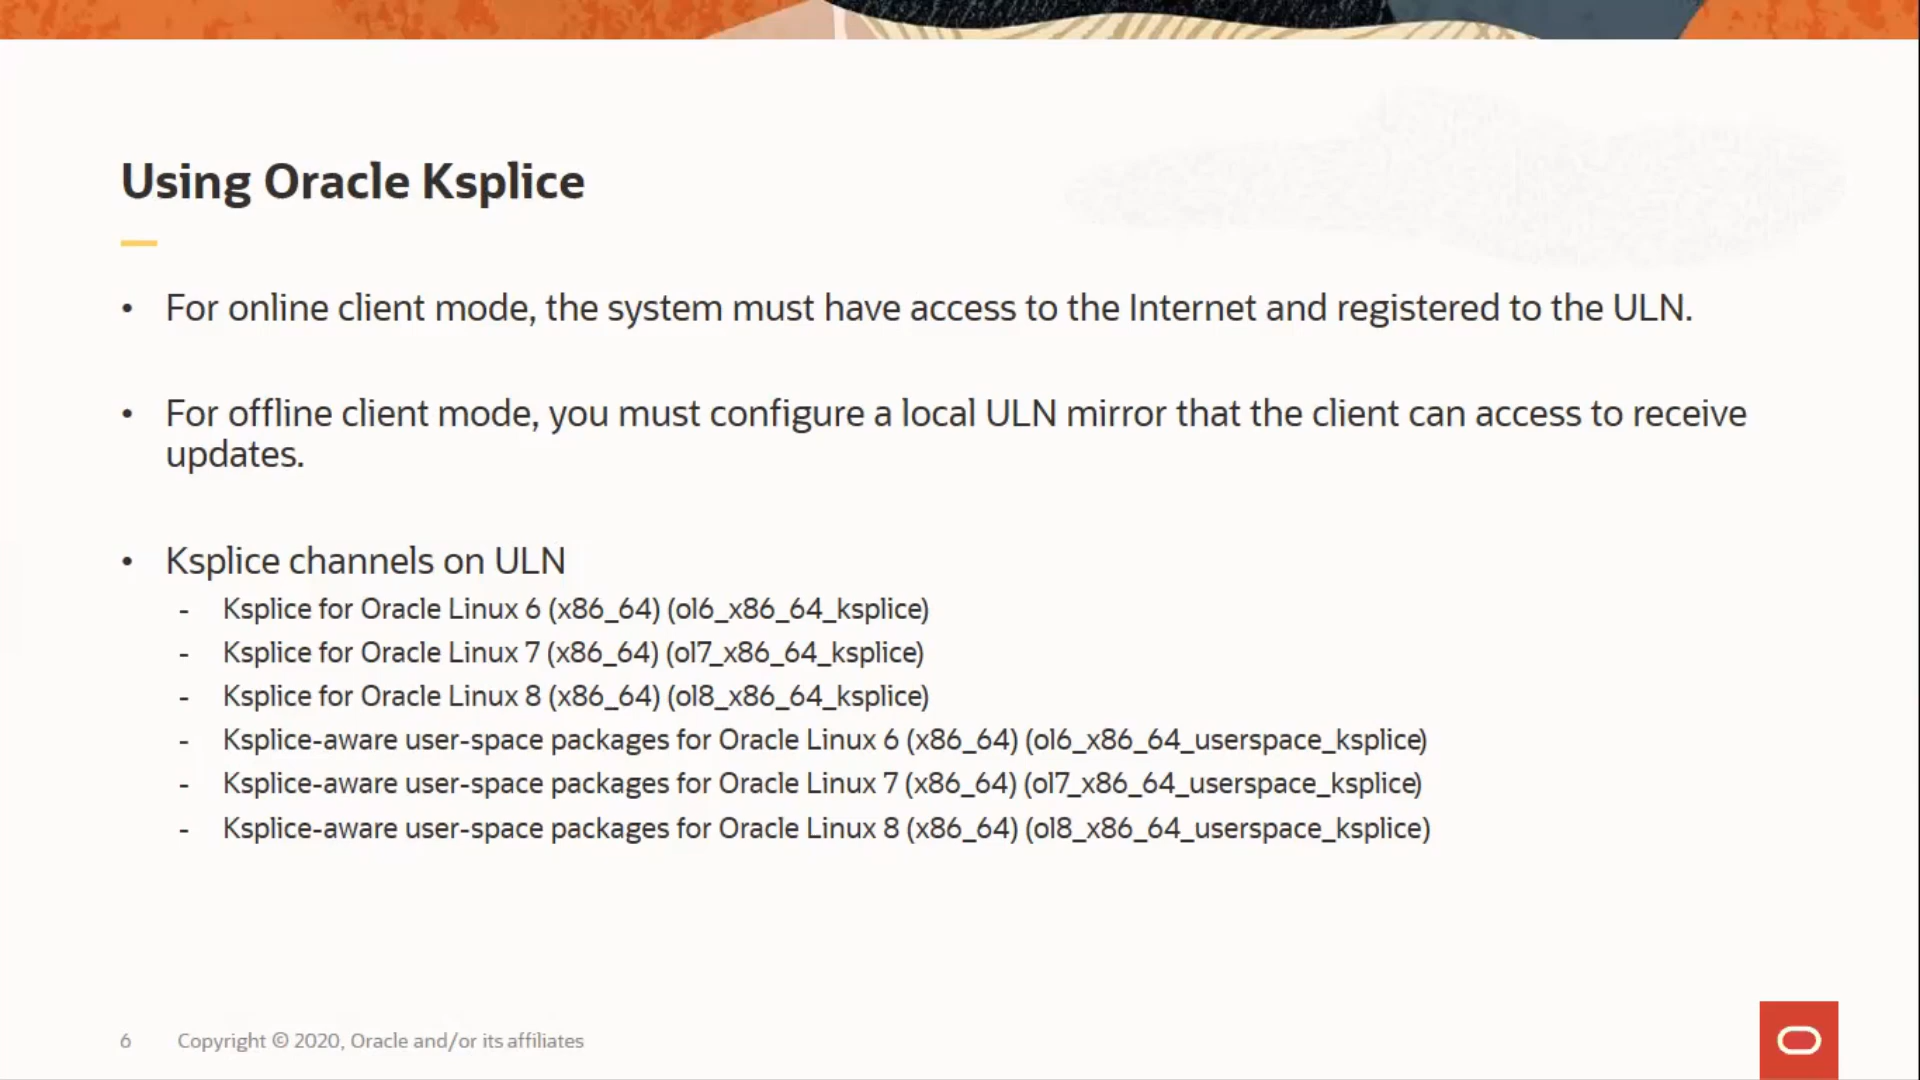 Using Oracle Ksplice
• For online client mode, the system must have access to the Internet and registered to the ULN.
• For offline client mode, you must configure a local ULN mirror that the client can access to receive
updates.
• Ksplice channels on ULN
- Ksplice for Oracle Linux 6 (x86_64) (ol6_x86_64_ksplice)
- Ksplice for Oracle Linux 7 (x86_64) (ol7_x86_64_ksplice)
- Ksplice for Oracle Linux 8 (x86_64) (ol8_x86_64_ksplice)
- Ksplice-aware user-space packages for Oracle Linux 6 (x86_64) (ol6_x86_64_userspace_ksplice)
- Ksplice-aware user-space packages for Oracle Linux 7 (x86_64) (ol7_x86_64_userspace_ksplice)
- Ksplice-aware user-space packages for Oracle Linux 8 (x86_64) (ol8_x86_64_userspace_ksplice)
6 Copyright © 2020, Oracle and/or its affiliates